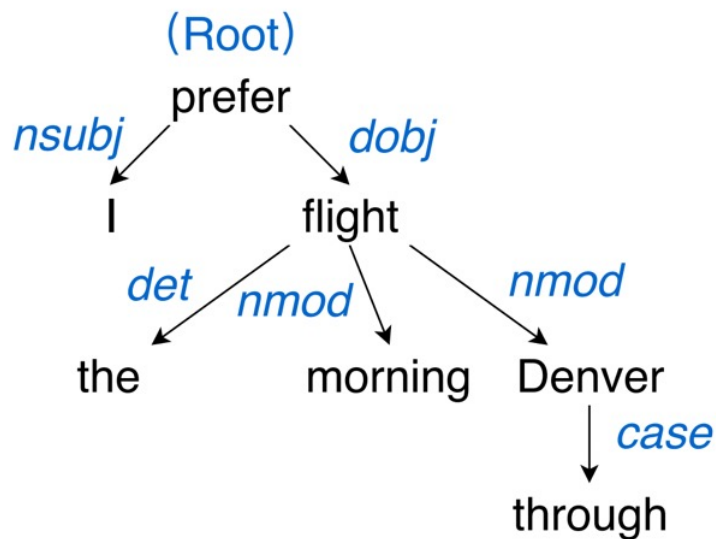 (Root)
prefer
nsubj dobj
I flight
det nmod nmod
the morning Denver
case
through